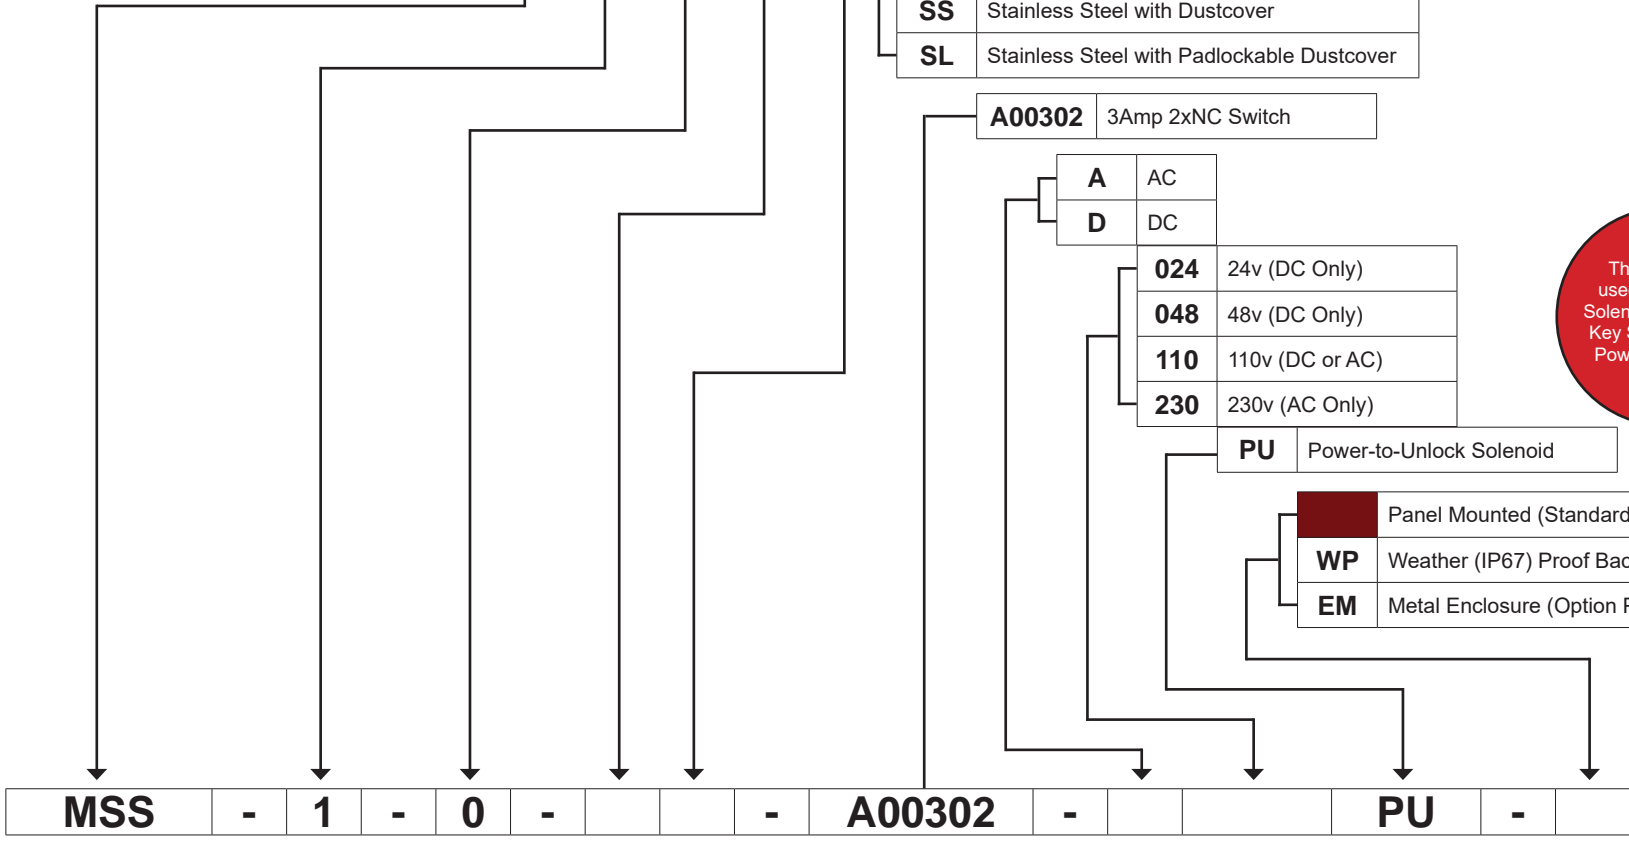 SS Stainless Steel with Dustcover
SL Stainless Steel with Padlockable Dustcover
A00302 3Amp 2xNC Switch
A AC
D DC
024 24v (DC Only)
048 48v (DC Only)
110 110v (DC or AC)
230 230v (AC Only)
PU Power-to-Unlock Solenoid
Panel Mounted (Standard
WP Weather (IP67) Proof
EM Metal Enclosure (Option
Key
MSS - 1 - 0 - - A00302 - PU -